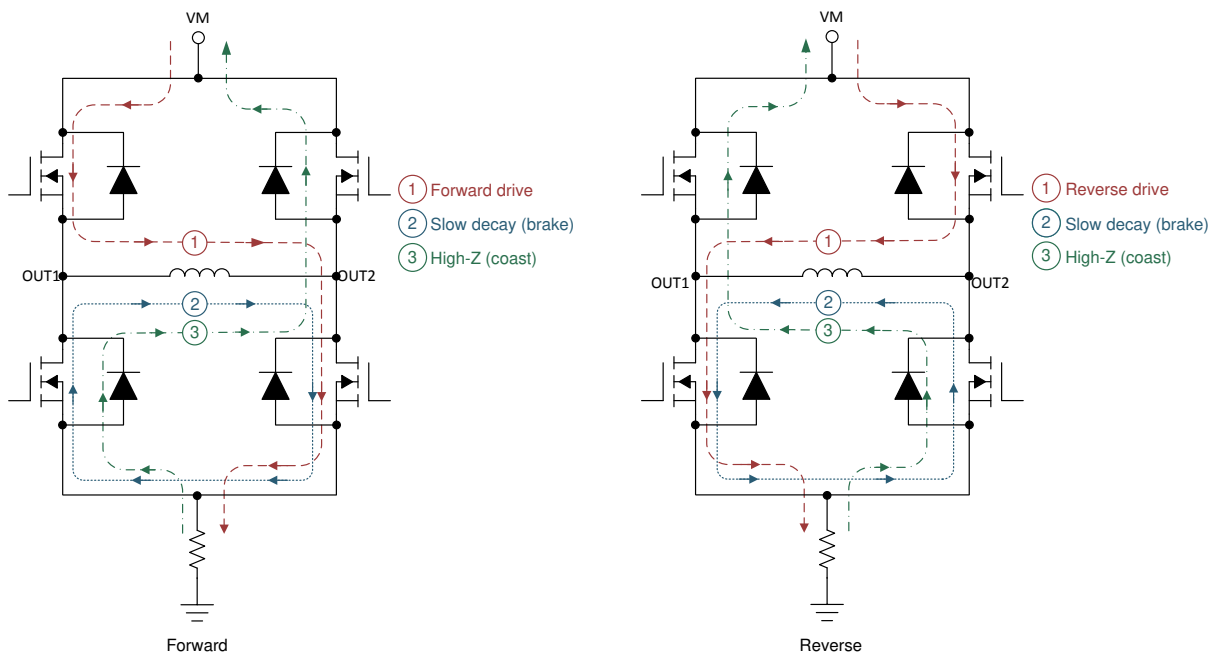 VM
1 Forward drive
2 Slow decay (brake)
3 High-Z (coast)
1
OUT1
OUT2
2
3
Forward
VM
1 Reverse drive
2 Slow decay (brake)
3 High-Z (coast)
1
OUT1
OUT2
2
3
Reverse